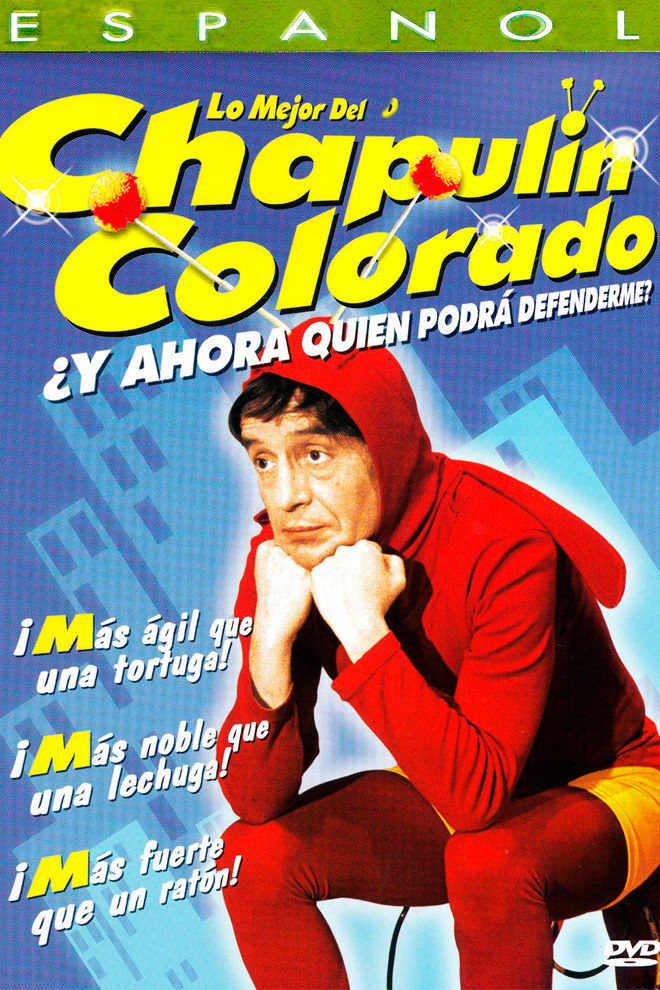 ESPANOL
Lo Mejor Del
Chapulin
Colorado
¿Y AHORA QUIEN PODRÁ DEFENDERME?
¡Más ágil que
una tortuga!
¡Más noble que
una lechuga!
¡Más fuerte
que un ratón!
DVD